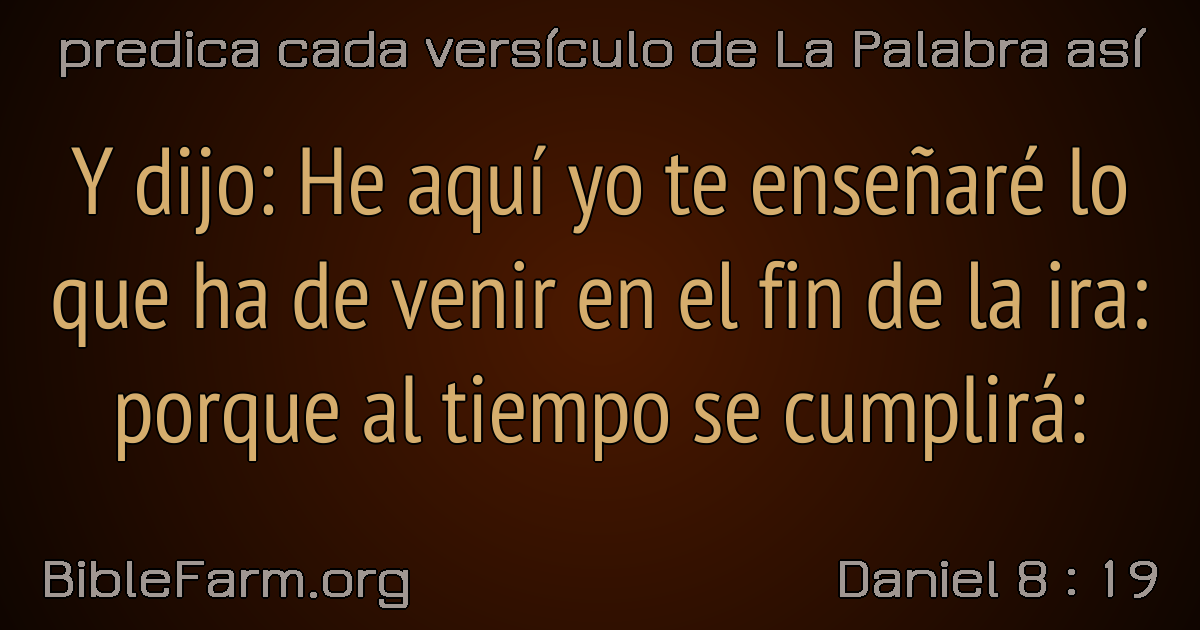 predica cada versículo de La Palabra así
Y dijo: He aquí yo te enseñaré lo
que ha de venir en el fin de la ira:
porque al tiempo se cumplirá:
BibleFarm.org
Daniel 8 : 19